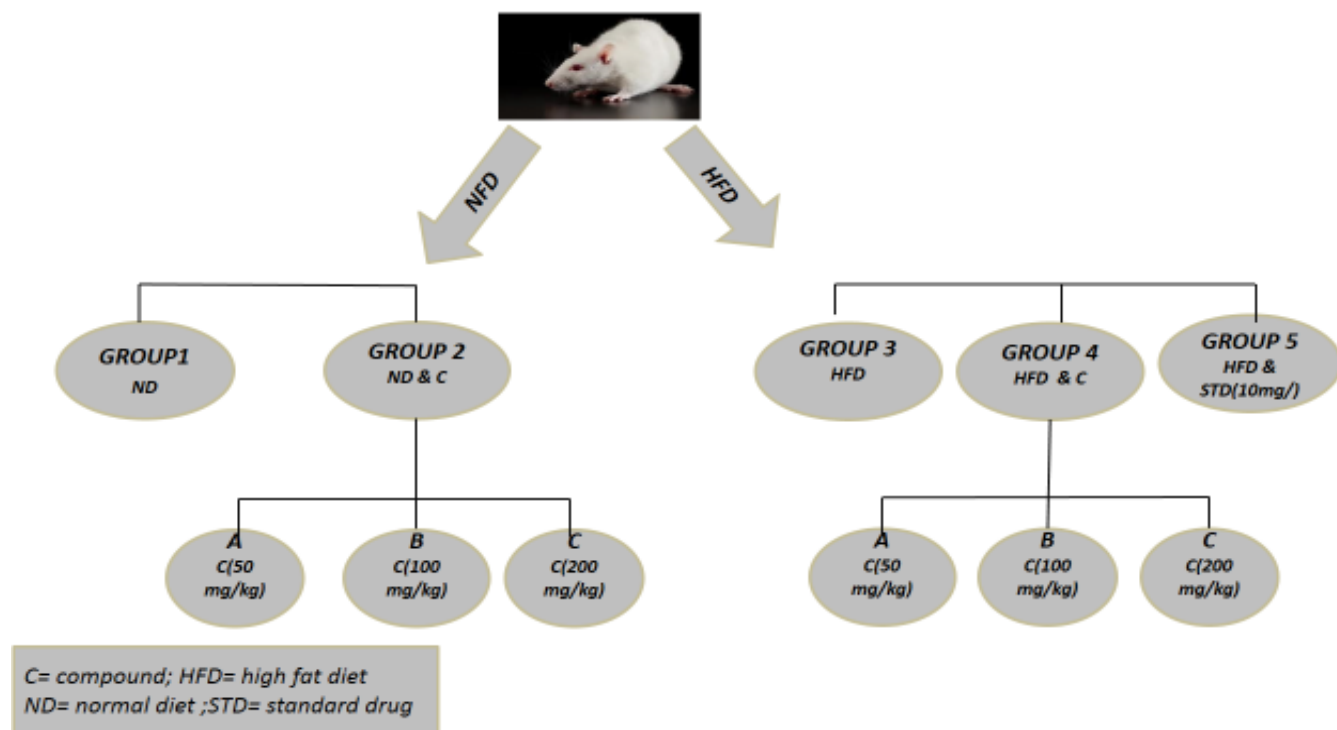 NFD
HFD
GROUP1
ND
GROUP 2
ND & C
GROUP 3
HFD
GROUP 4
HFD & C
GROUP 5
HFD &
STD(10mg/)
A
C(50
mg/kg)
B
C(100
mg/kg)
C
C(200
mg/kg)
A
C(50
mg/kg)
B
C(100
mg/kg)
C
C(200
mg/kg)
C= compound; HFD= high fat diet
ND= normal diet ;STD= standard drug